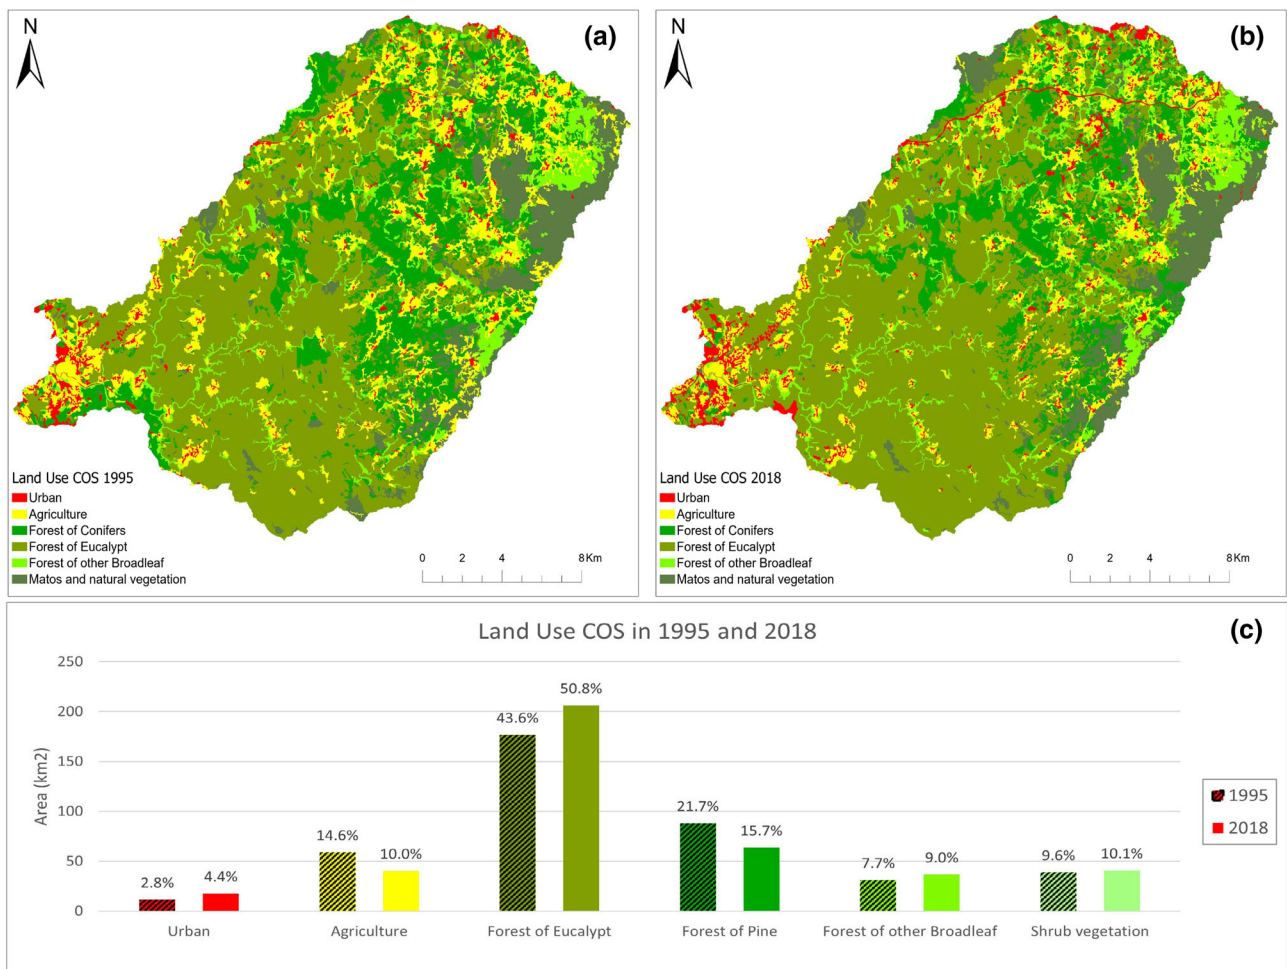 N
(a)
Land Use COS 1995
Urban
Agriculture
Forest of Conifers
Forest of Eucalypt
Forest of other Broadleaf
Matos and natural vegetation
0 2 4 8 Km
N
(b)
Land Use COS 2018
Urban
Agriculture
Forest of Conifers
Forest of Eucalypt
Forest of other Broadleaf
Matos and natural vegetation
0 2 4 8 Km
Land Use COS in 1995 and 2018
(c)
Area (km2)
250
200
150
100
50
0
2.8% 4.4%
14.6% 10.0%
43.6% 50.8%
21.7% 15.7%
7.7% 9.0%
9.6% 10.1%
Urban Agriculture Forest of Eucalypt Forest of Pine Forest of other Broadleaf Shrub vegetation
1995
2018